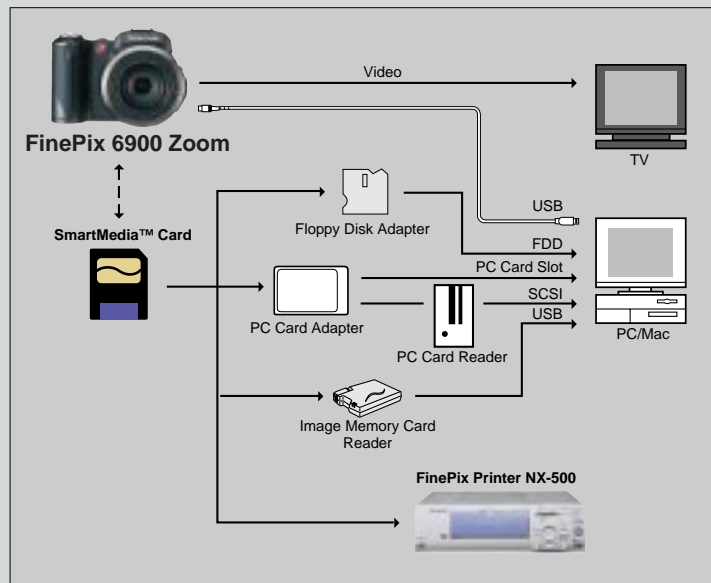 Video
FinePix 6900 Zoom
TV
SmartMedia™ Card
Floppy Disk Adapter
USB
FDD
PC Card Slot
SCSI
USB
PC Card Adapter
PC Card Reader
PC/Mac
Image Memory Card
Reader
FinePix Printer NX-500